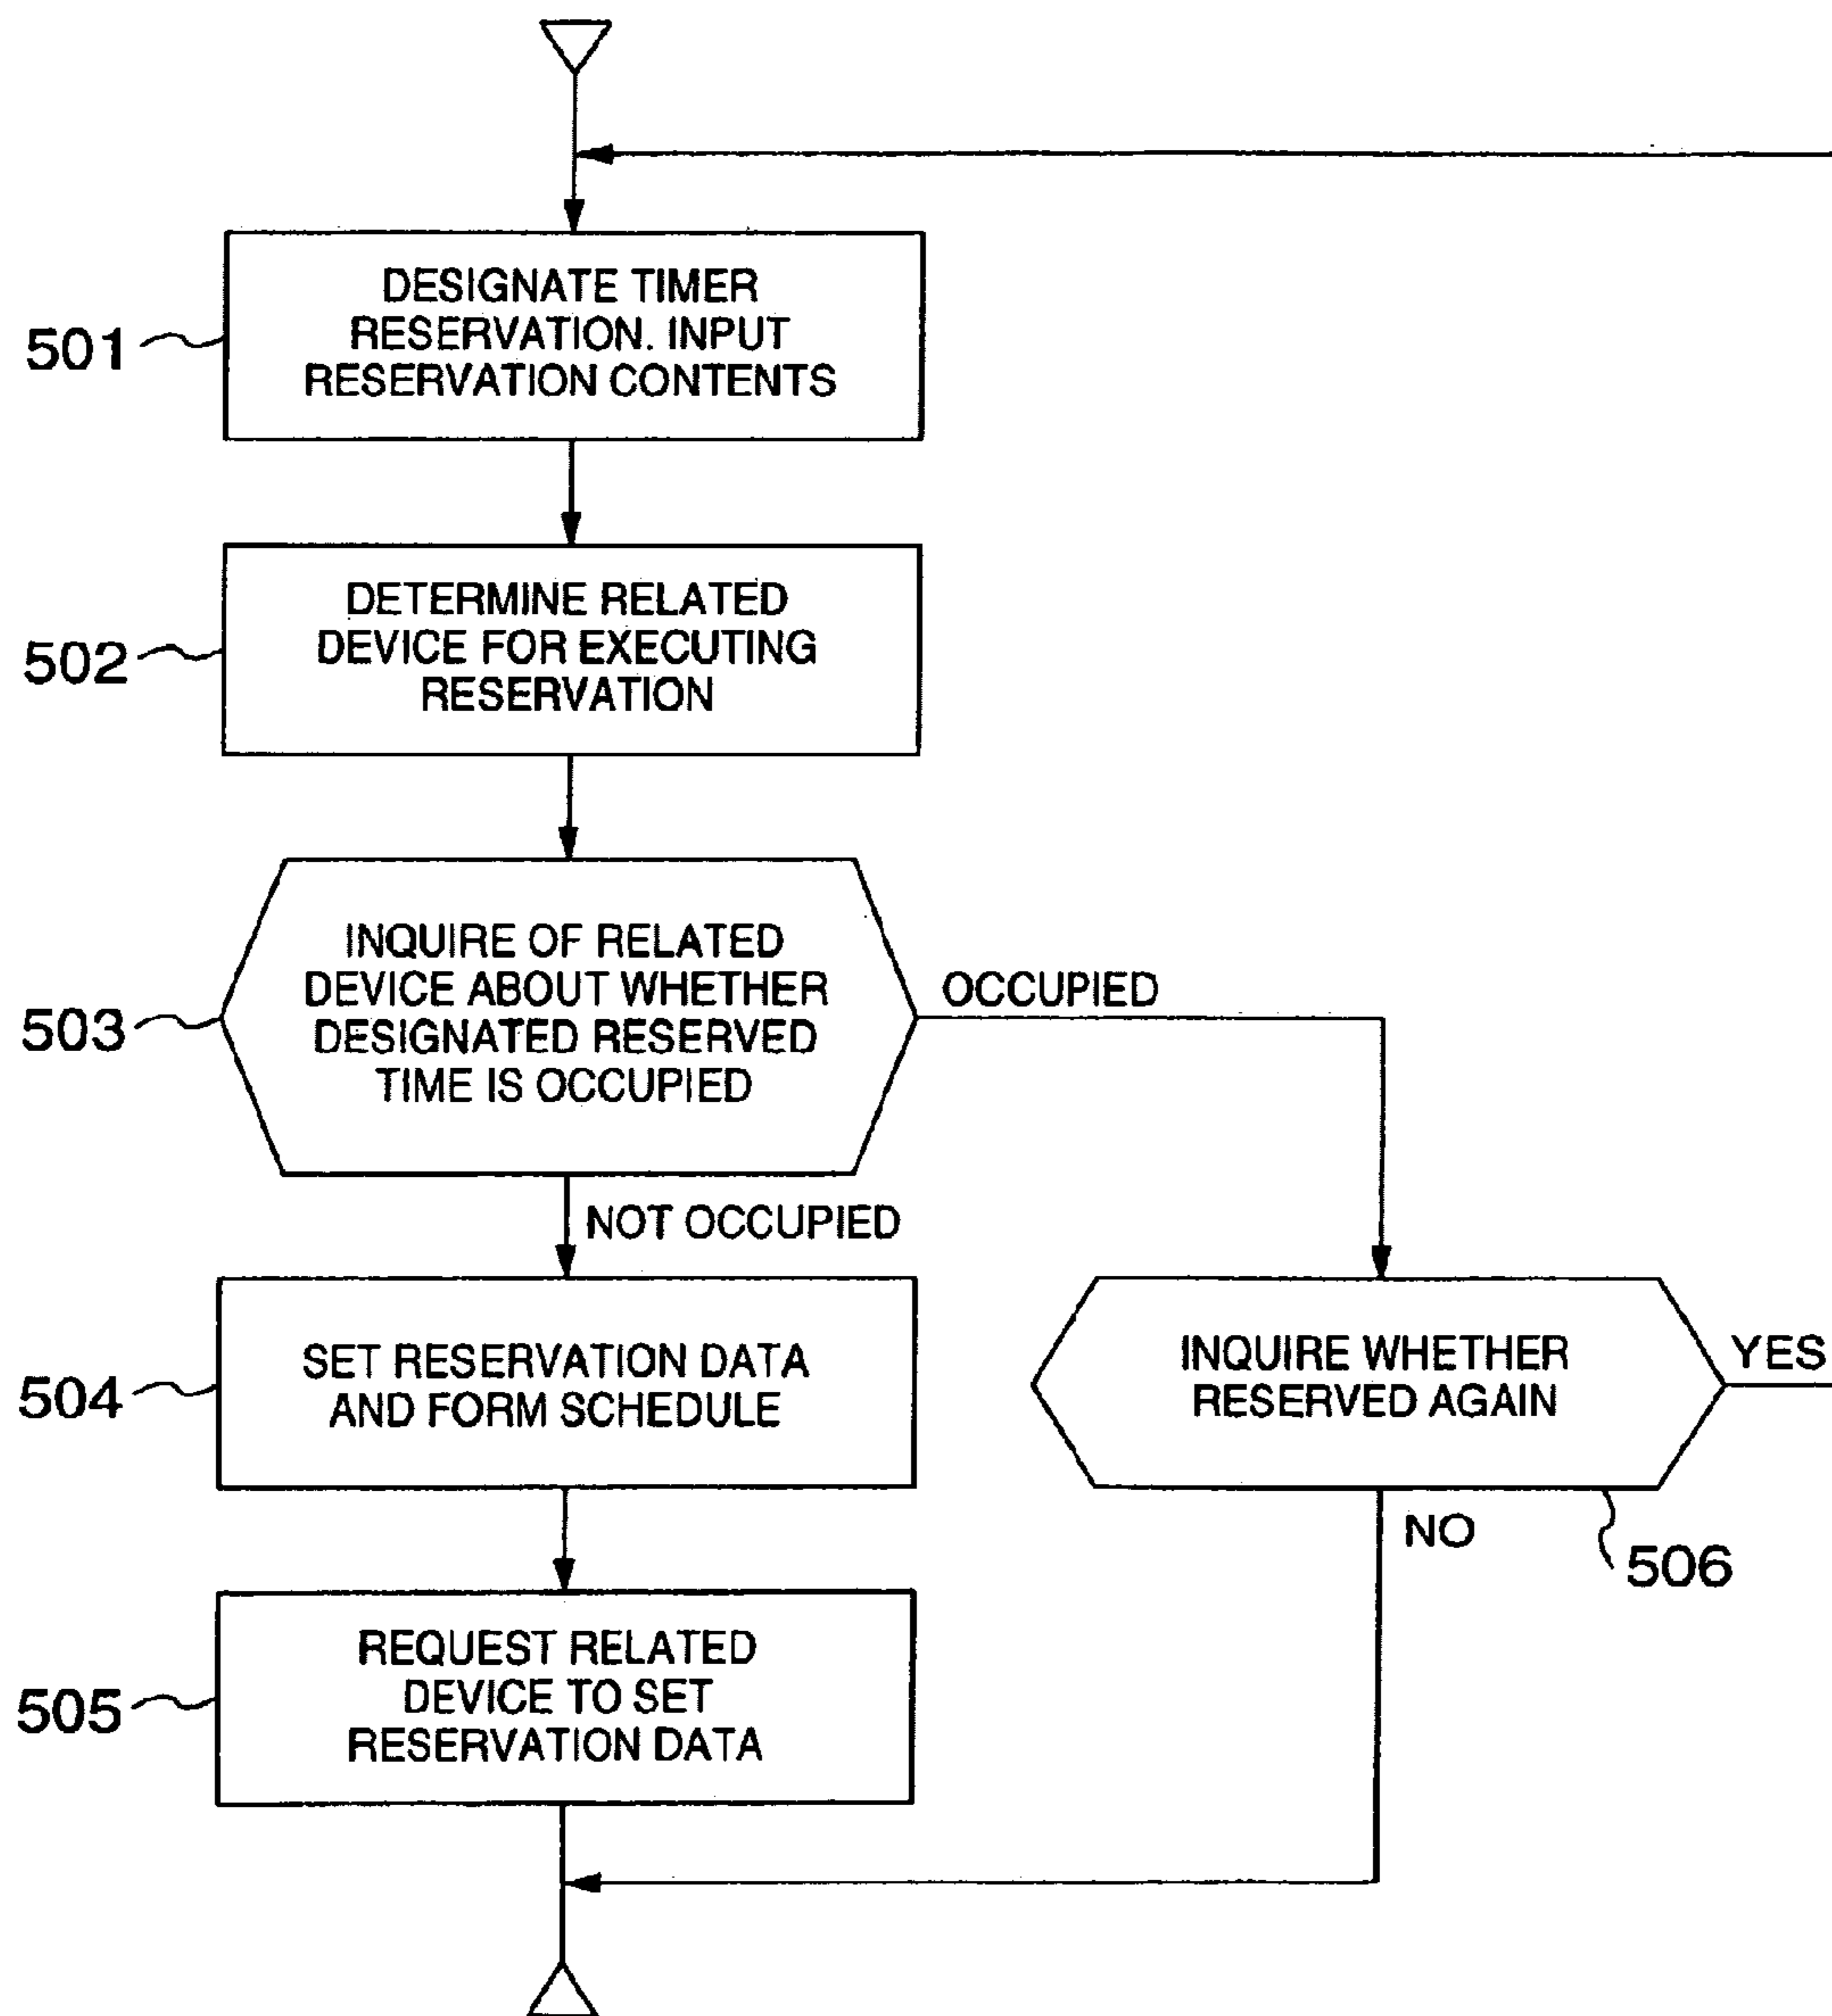 501
DESIGNATE TIMER
RESERVATION. INPUT
RESERVATION CONTENTS
502
DETERMINE RELATED
DEVICE FOR EXECUTING
RESERVATION
503
INQUIRE OF RELATED
DEVICE ABOUT WHETHER
DESIGNATED RESERVED
TIME IS OCCUPIED
OCCUPIED
NOT OCCUPIED
504
SET RESERVATION DATA
AND FORM SCHEDULE
INQUIRE WHETHER
RESERVED AGAIN
YES
NO
506
505
REQUEST RELATED
DEVICE TO SET
RESERVATION DATA